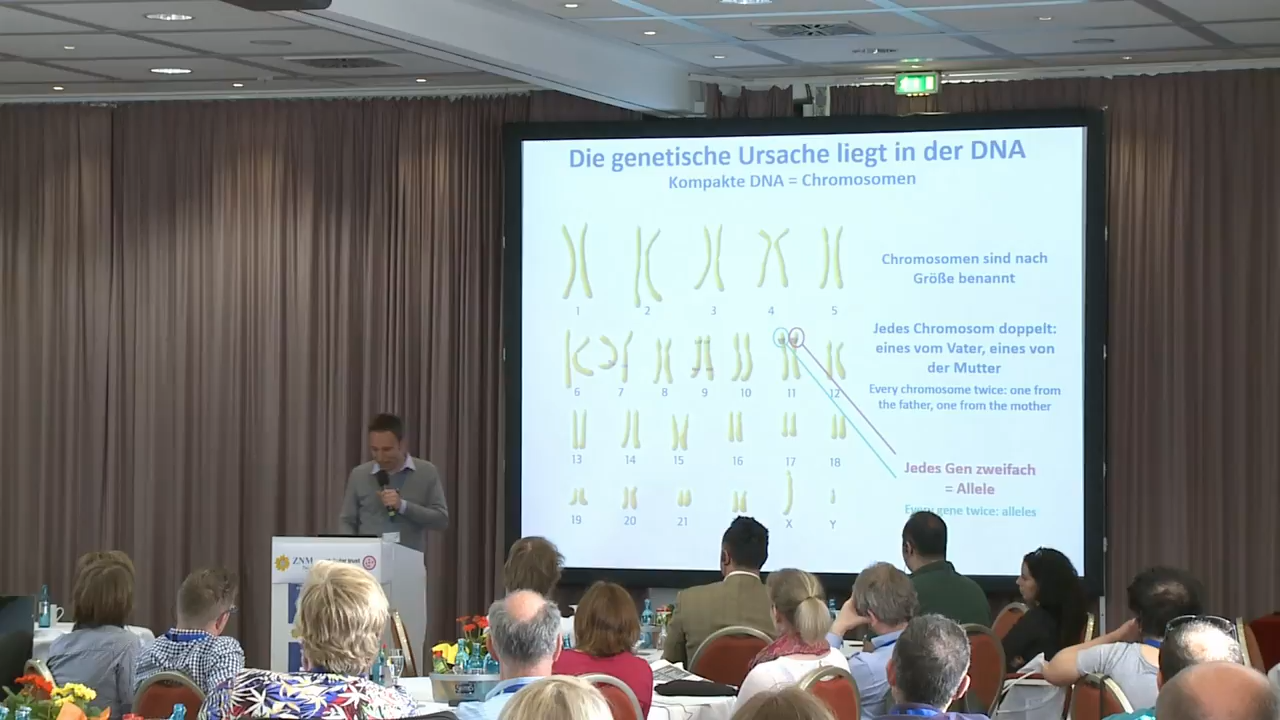 Die genetische Ursache liegt in der DNA
Kompakte DNA = Chromosomen
Chromosomen sind nach
Größe benannt
1 2 3 4 5
Jedes Chromosom doppelt:
eines vom Vater, eines von
der Mutter
Every chromosome twice: one from
the father, one from the mother
6 7 8 9 10 11 12
13 14 15 16 17 18
Jedes Gen zweifach
= Allele
Every gene twice: alleles
19 20 21 X Y
ZNM